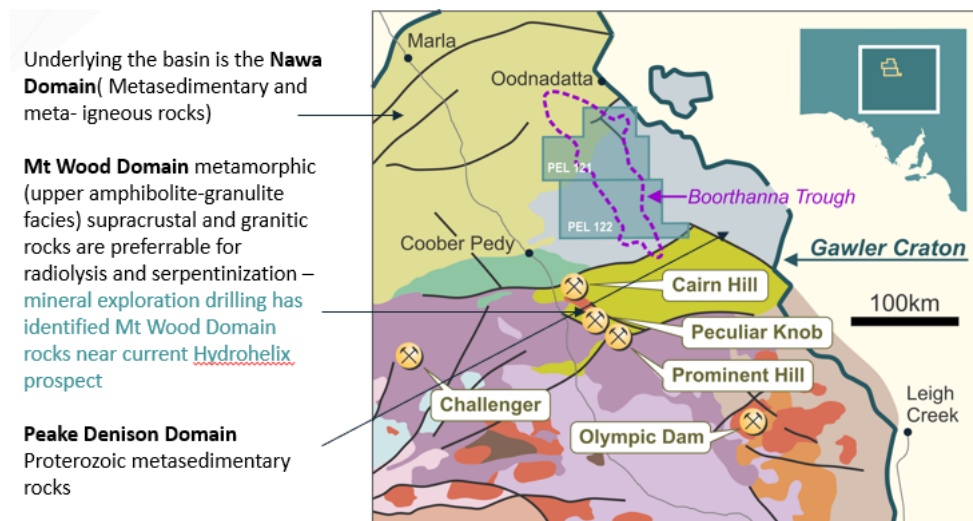 Underlying the basin is the Nawa
Domain( Metasedimentary and
meta- igneous rocks)
Mt Wood Domain metamorphic
(upper amphibolite-granulite
facies) supracrustal and granitic
rocks are preferrable for
radiolysis and serpentinization –
mineral exploration drilling has
identified Mt Wood Domain
rocks near current Hydrohelix
prospect
Peake Denison Domain
Proterozoic metasedimentary
rocks
Marla
Oodnadatta
PEL 121
Boorthanna Trough
PEL 122
Coober Pedy
Gawler Craton
Cairn Hill
100km
Peculiar Knob
Prominent Hill
Challenger
Leigh
Creek
Olympic Dam